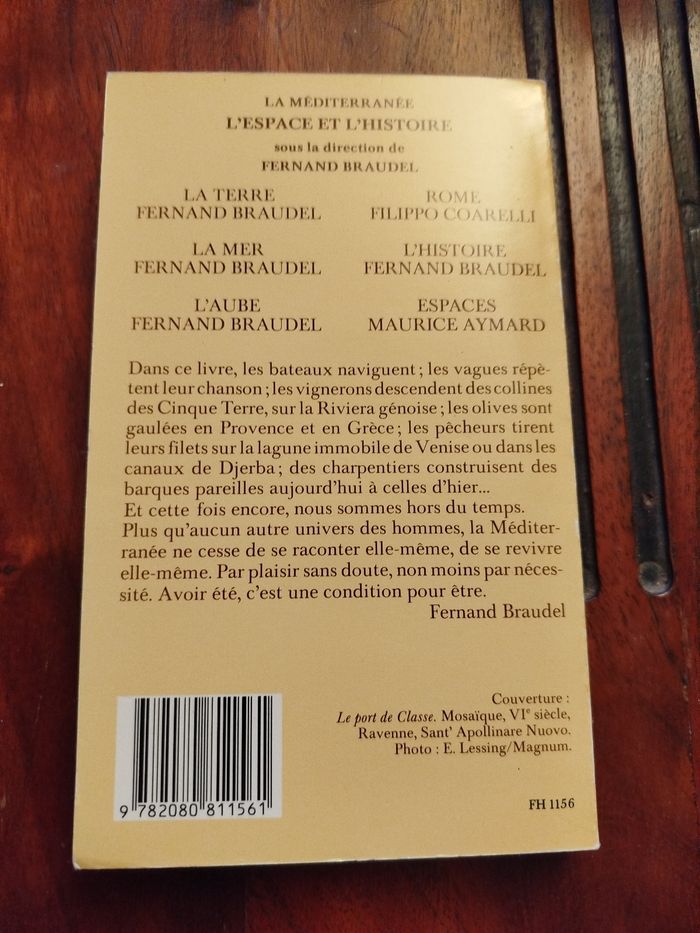 LA MÉDITERRANÉE
L'ESPACE ET L'HISTOIRE
sous la direction de
FERNAND BRAUDEL
LA TERRE
FERNAND BRAUDEL
ROME
FILIPPO COARELLI
LA MER
FERNAND BRAUDEL
L'HISTOIRE
FERNAND BRAUDEL
L'AUBE
FERNAND BRAUDEL
ESPACES
MAURICE AYMARD
Dans ce livre, les bateaux naviguent ; les vagues répè-
tent leur chanson ; les vignerons descendent des collines
des Cinque Terre, sur la Riviera génoise ; les olives sont
gaulées en Provence et en Grèce ; les pêcheurs tirent
leurs filets sur la lagune immobile de Venise ou dans les
canaux de Djerba ; des charpentiers construisent des
barques pareilles aujourd'hui à celles d'hier...
Et cette fois encore, nous sommes hors du temps.
Plus qu'aucun autre univers des hommes, la Méditer-
ranée ne cesse de se raconter elle-même, de se revivre
elle-même. Par plaisir sans doute, non moins par néces-
sité. Avoir été, c'est une condition pour être.
Fernand Braudel
Couverture :
Le port de Classe. Mosaïque, VIe siècle,
Ravenne, Sant' Apollinare Nuovo.
Photo : E. Lessing/Magnum.
9 782080 811561
FH 1156